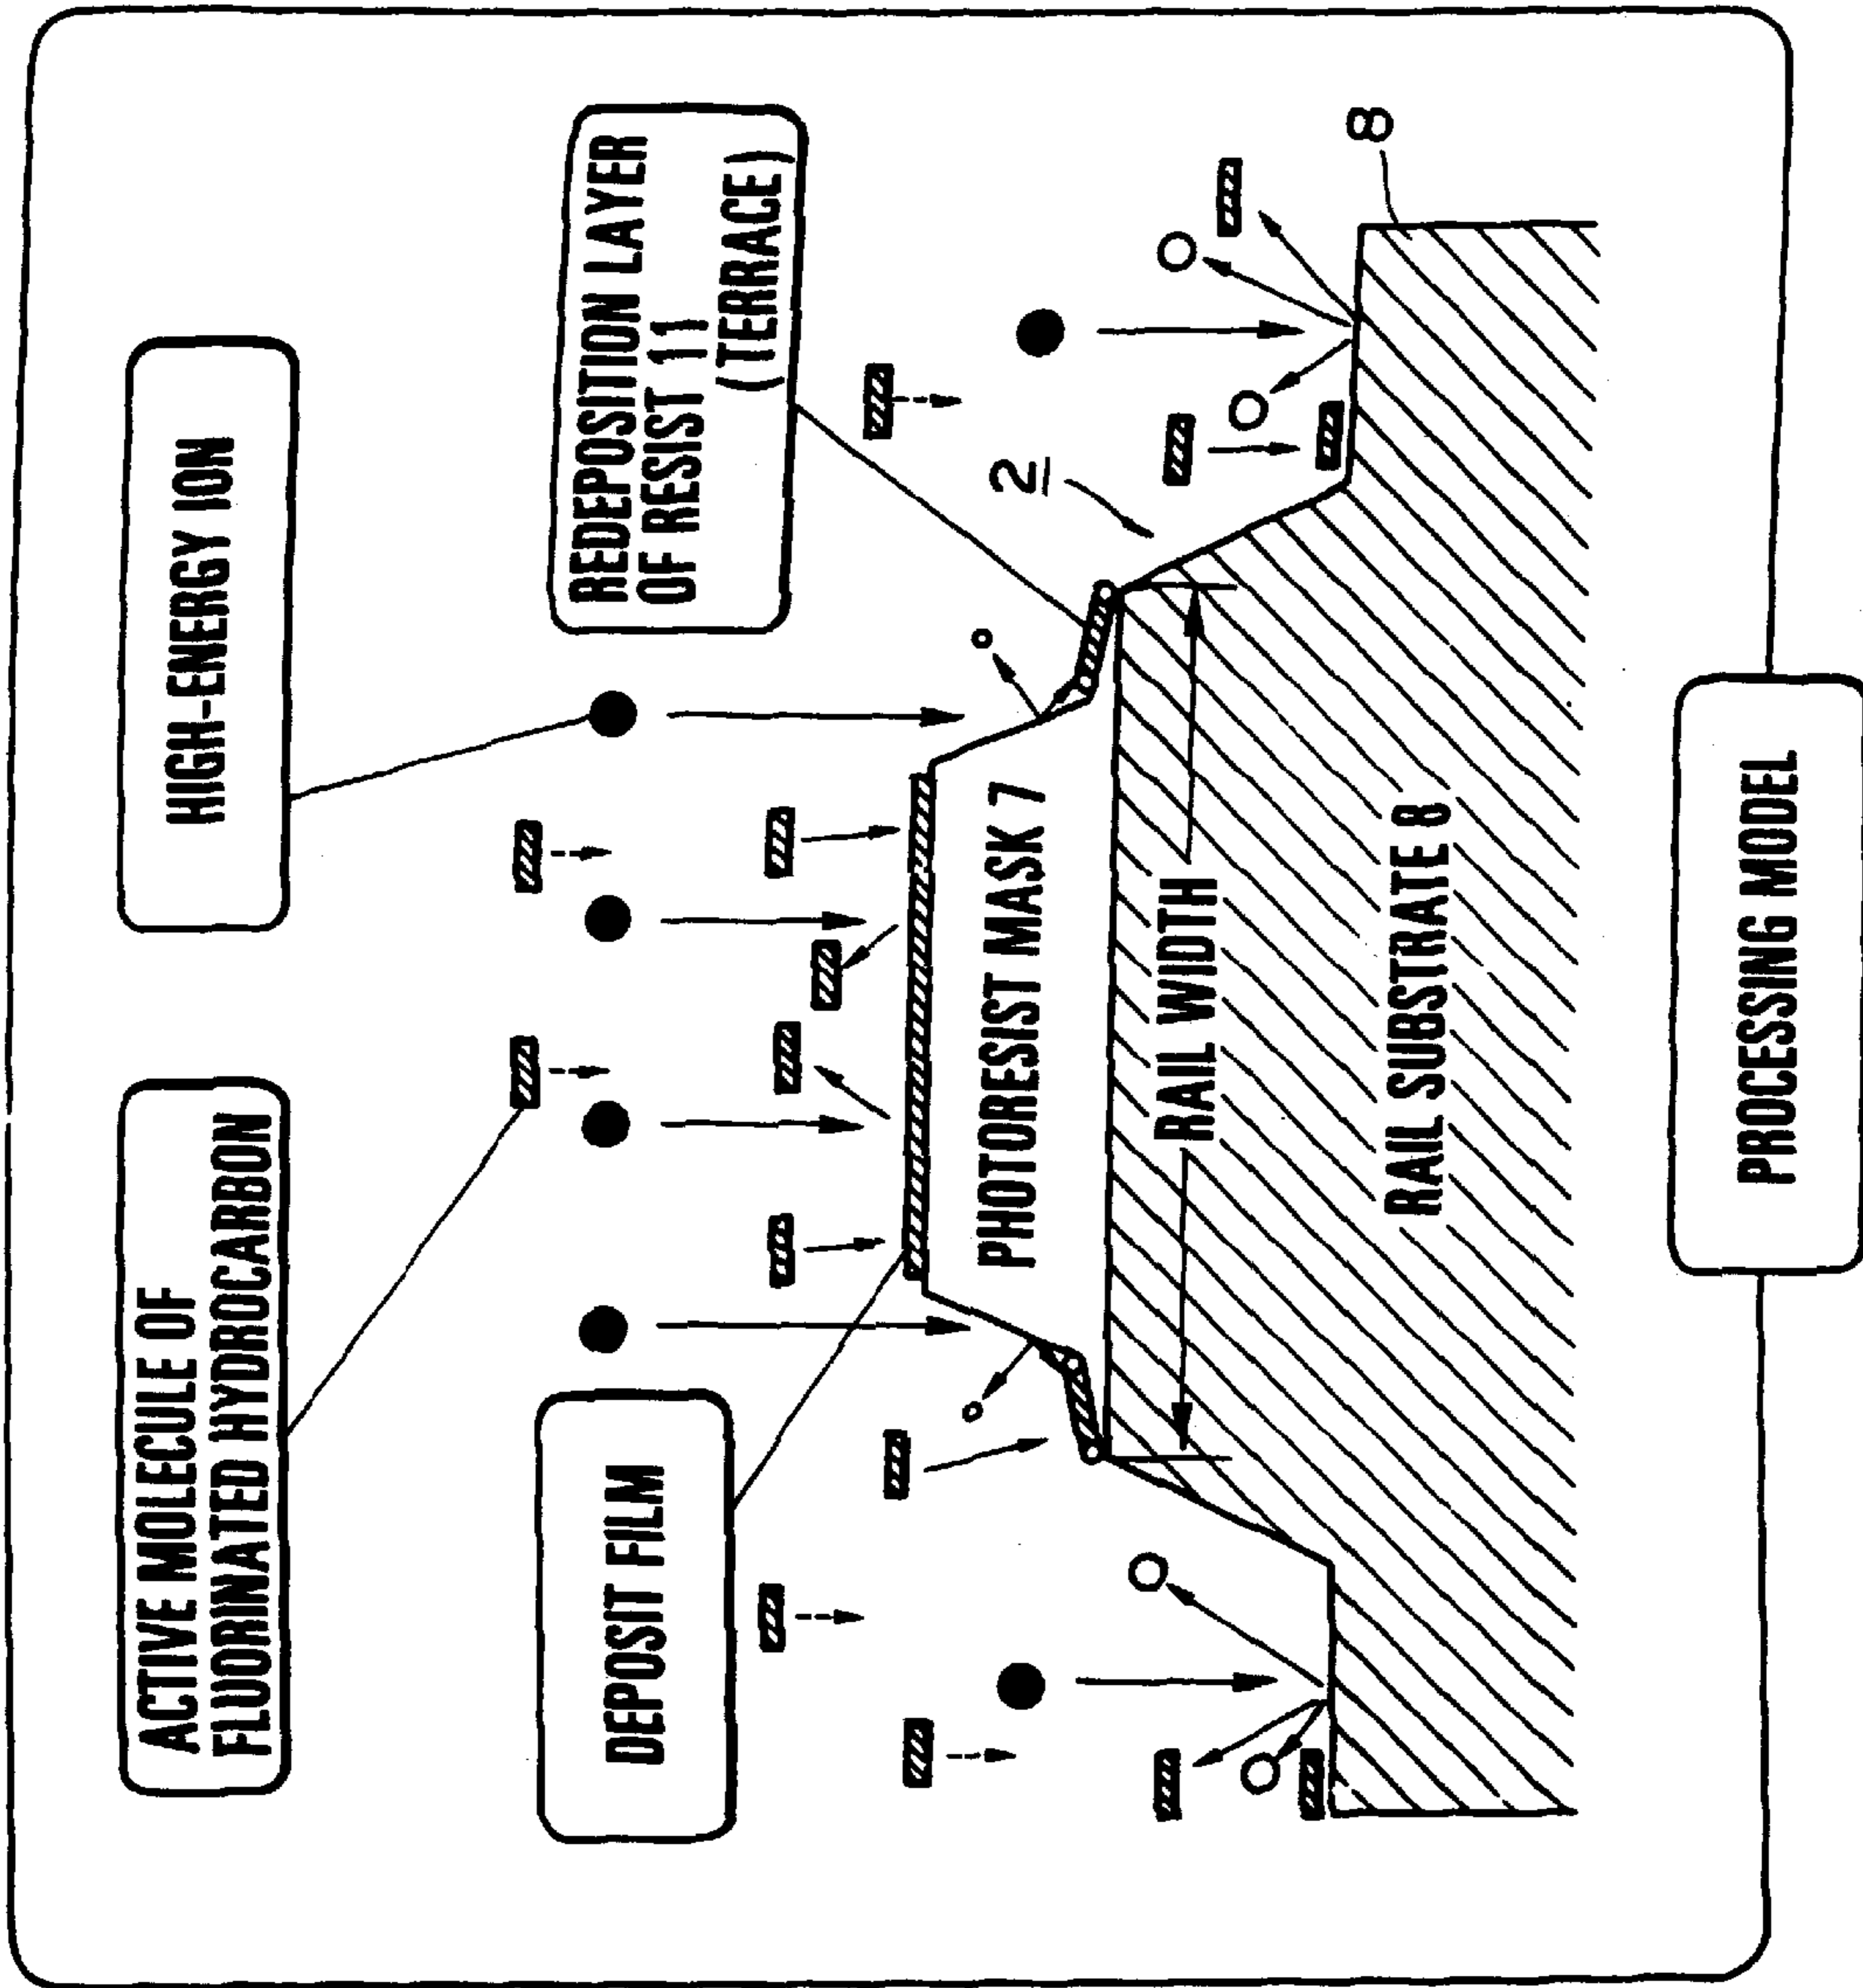 ACTIVE MOLECULE OF
FLUORINATED HYDROCARBON
HIGH-ENERGY ION
DEPOSIT FILM
REDEPOSITION LAYER
OF RESIST 11
(TERRACE)
2
PHOTORESIST MASK 7
RAIL WIDTH
8
RAIL SUBSTRATE 8
PROCESSING MODEL